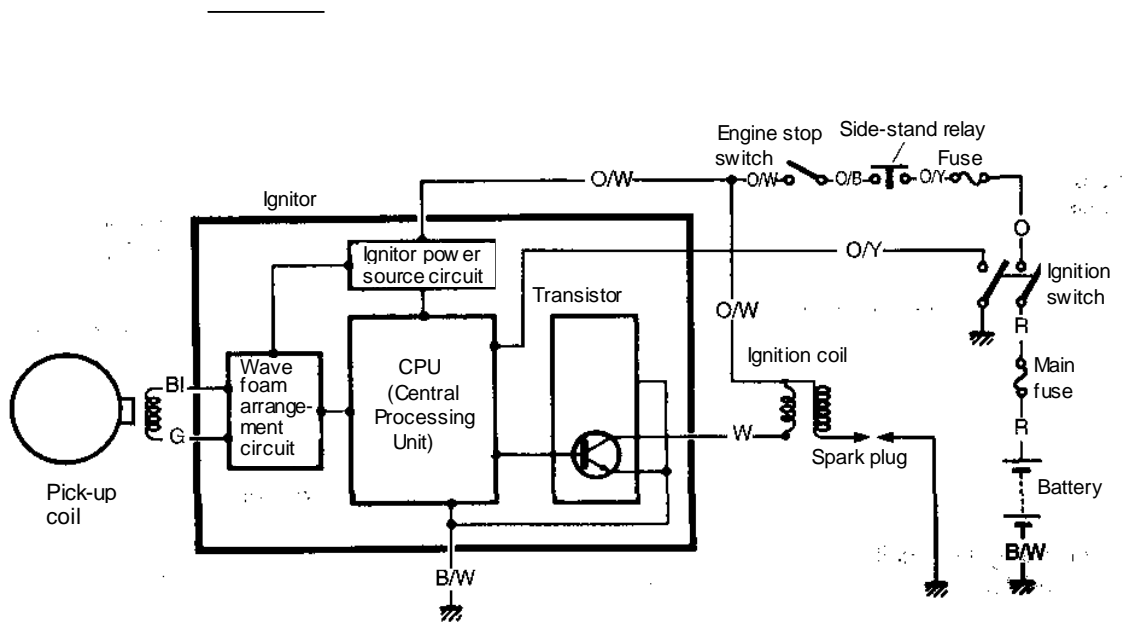 Engine stop
switch
Side-stand relay
Fuse
O/W
O/W
O/B
O/Y
Ignitor
O
Ignitor power
source circuit
O/Y
Ignition
switch
Transistor
O/W
R
Wave
foam
arrange-
ment
circuit
CPU
(Central
Processing
Unit)
Ignition coil
Main
fuse
Bl
G
W
R
Spark plug
Pick-up
coil
Battery
B/W
B/W